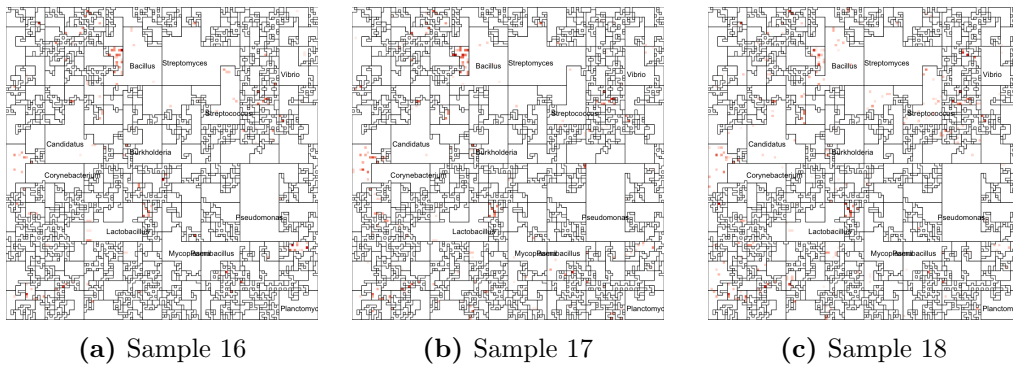 Bacillus
Streptomyces
Vibrio
Streptococcus
Candidatus
Burkholderia
Corynebacterium
Pseudomonas
Lactobacillus
Mycoplasma
Paenibacillus
Planctomyc
(a) Sample 16
Bacillus
Streptomyces
Vibrio
Streptococcus
Candidatus
Burkholderia
Corynebacterium
Pseudomonas
Lactobacillus
Mycoplasma
Paenibacillus
Planctomyc
(b) Sample 17
Bacillus
Streptomyces
Vibrio
Streptococcus
Candidatus
Burkholderia
Corynebacterium
Pseudomonas
Lactobacillus
Mycoplasma
Paenibacillus
Planctomyc
(c) Sample 18